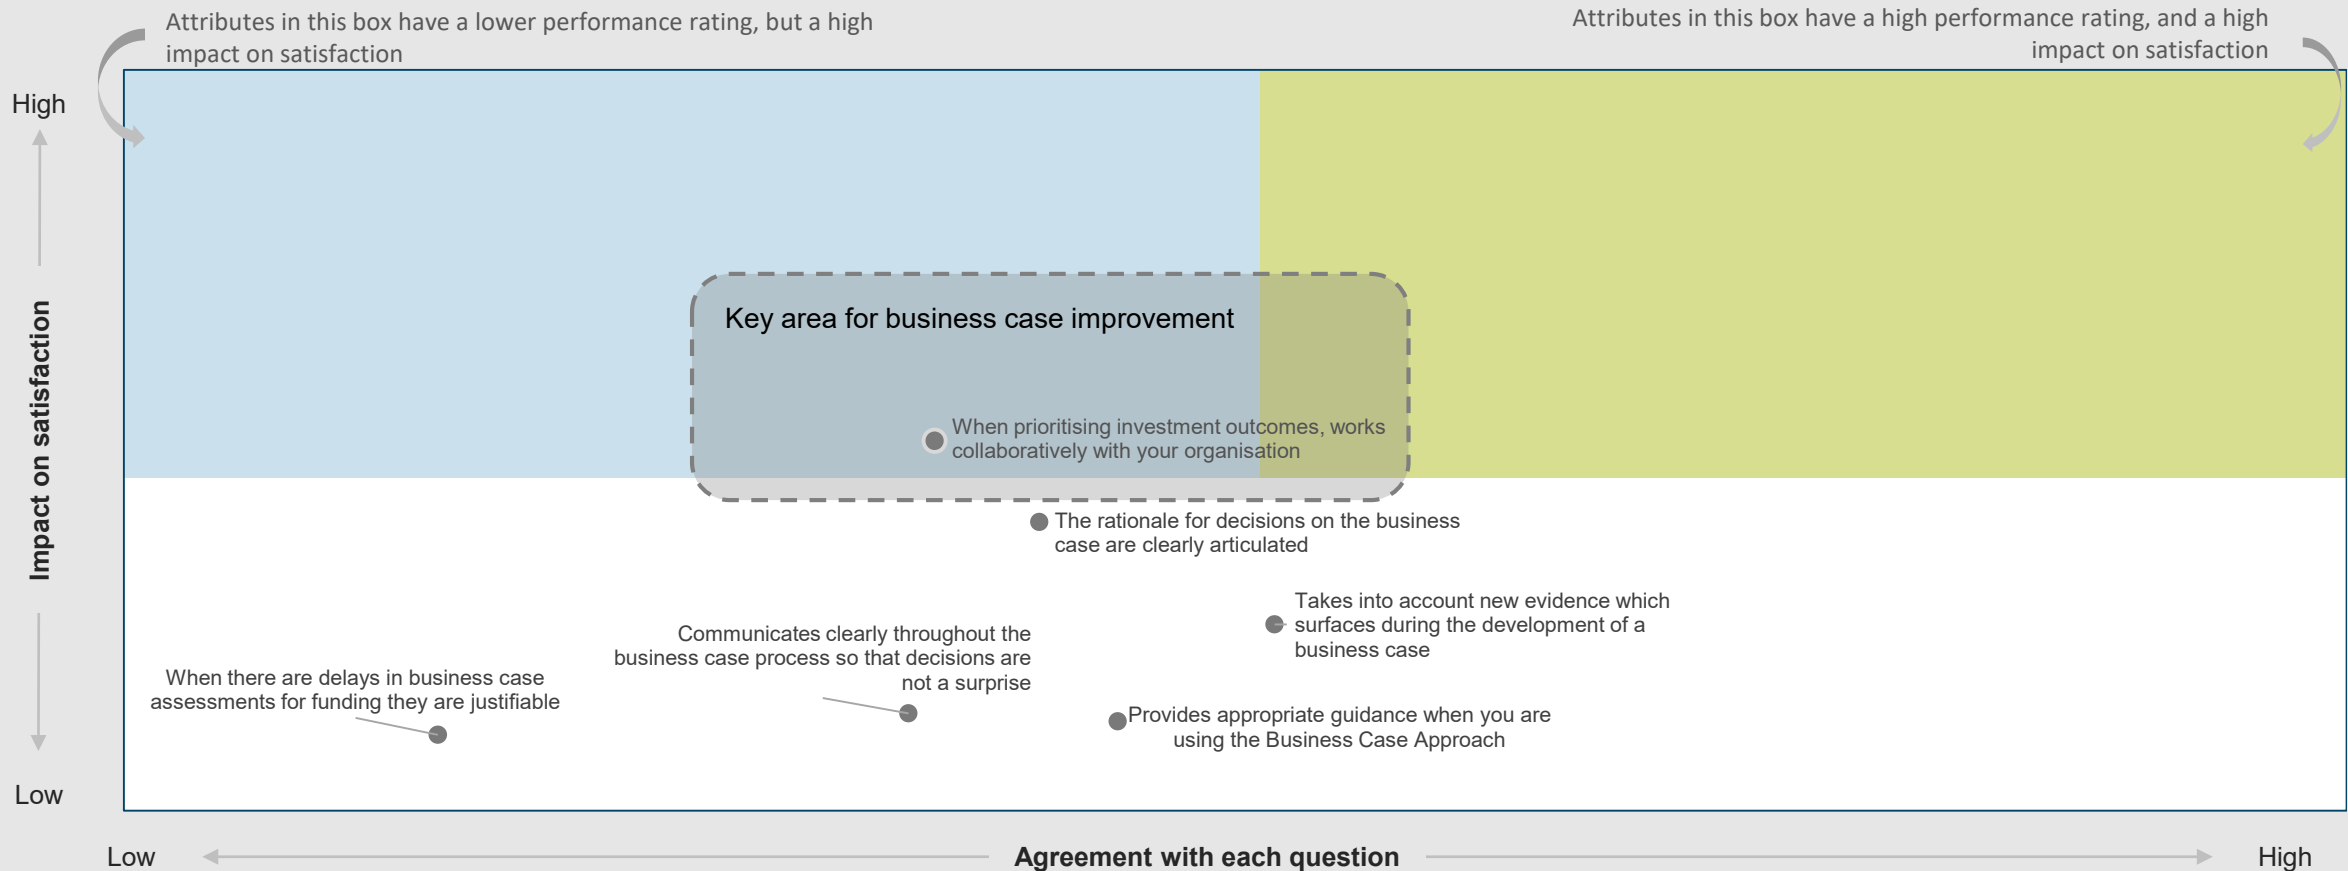 Attributes in this box have a lower performance rating, but a high
impact on satisfaction
Attributes in this box have a high performance rating, and a high
impact on satisfaction
High
Impact on satisfaction
Low
Key area for business case improvement
When prioritising investment outcomes, works
collaboratively with your organisation
The rationale for decisions on the business
case are clearly articulated
Takes into account new evidence which
surfaces during the development of a
business case
Communicates clearly throughout the
business case process so that decisions are
not a surprise
When there are delays in business case
assessments for funding they are justifiable
Provides appropriate guidance when you are
using the Business Case Approach
Low
Agreement with each question
High